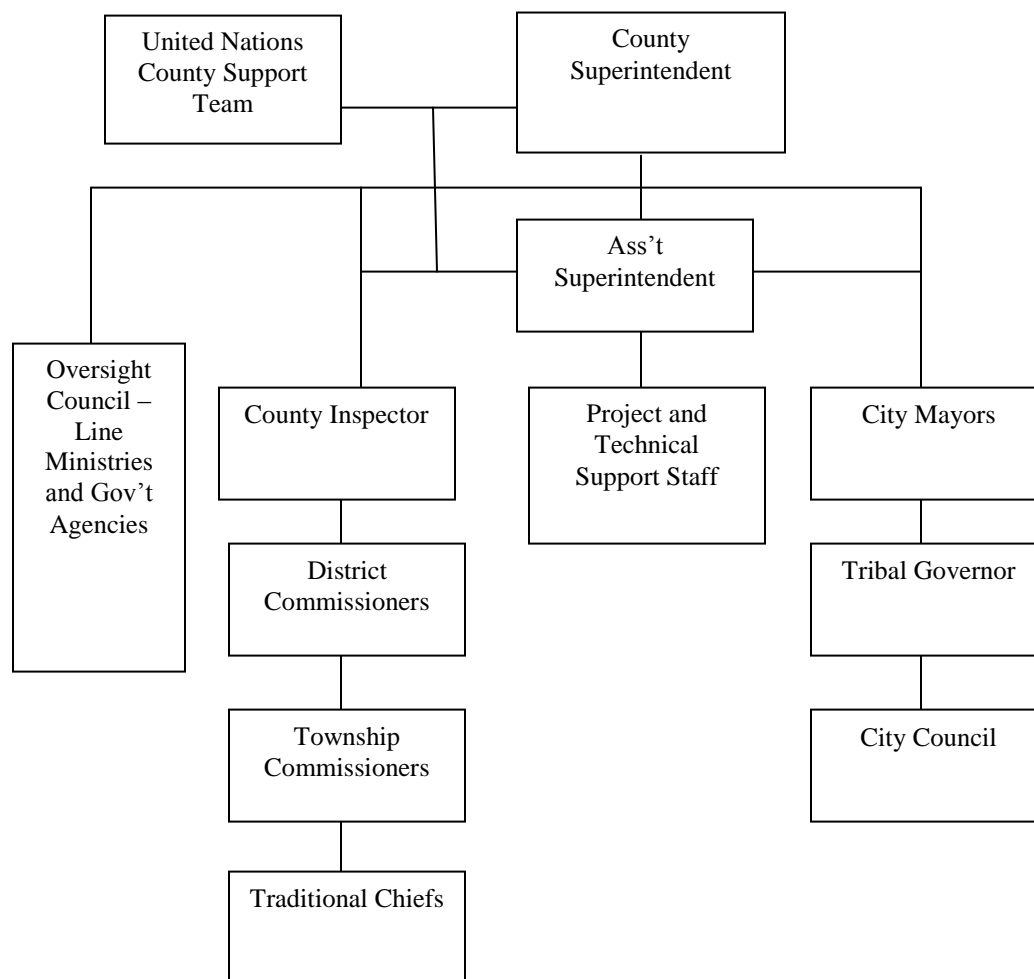 United Nations
County Support
Team
County
Superintendent
Ass’t
Superintendent
Oversight
Council –
Line
Ministries
and Gov’t
Agencies
County Inspector
Project and
Technical
Support Staff
City Mayors
District
Commissioners
Tribal Governor
Township
Commissioners
City Council
Traditional Chiefs